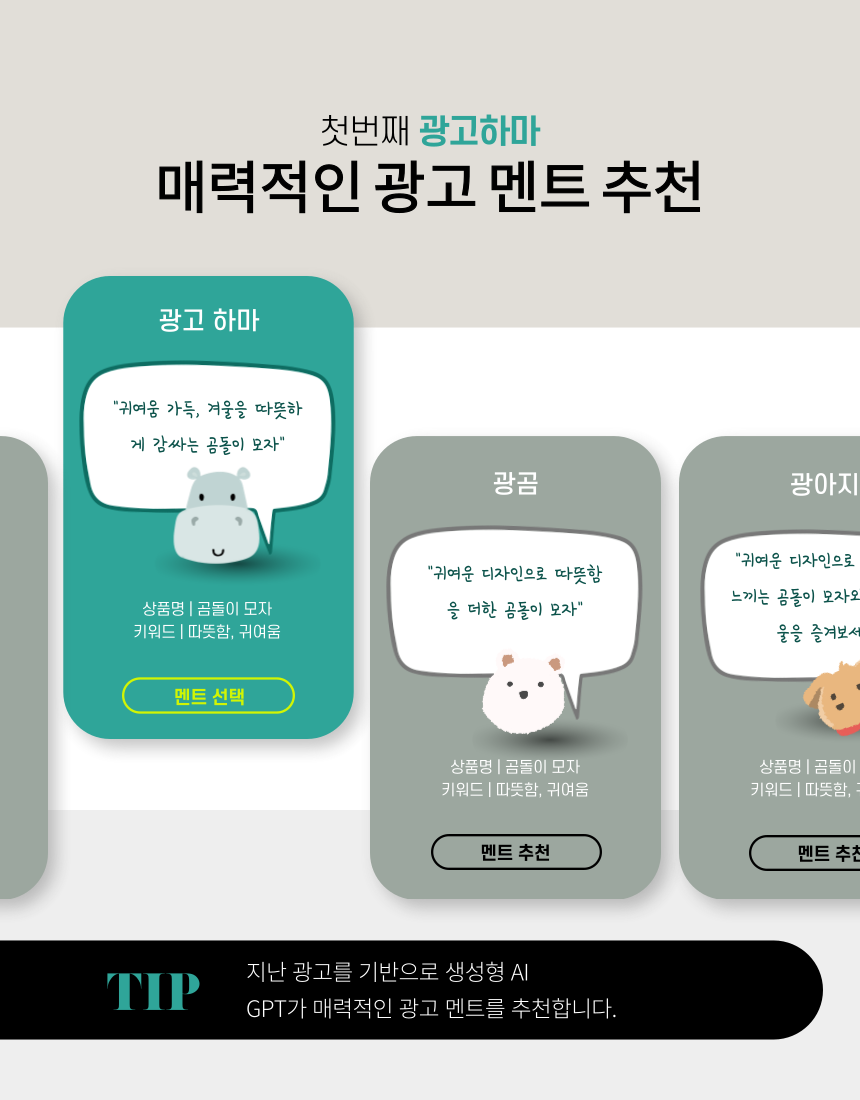 첫번째 광고하마
매력적인 광고 멘트 추천
광고 하마
"귀여움 가득, 겨울을 따뜻하
게 감싸는 곰돌이 모자"
상품명 | 곰돌이 모자
키워드 | 따뜻함, 귀여움
멘트 선택
광곰
"귀여운 디자인으로 따뜻함
을 더한 곰돌이 모자"
상품명 | 곰돌이 모자
키워드 | 따뜻함, 귀여움
멘트 추천
광아지
"귀여운 디자인으로
느끼는 곰돌이 모자와
울을 즐겨보세
상품명 | 곰돌이
키워드 | 따뜻함,
멘트 추천
TIP
지난 광고를 기반으로 생성형 AI
GPT가 매력적인 광고 멘트를 추천합니다.